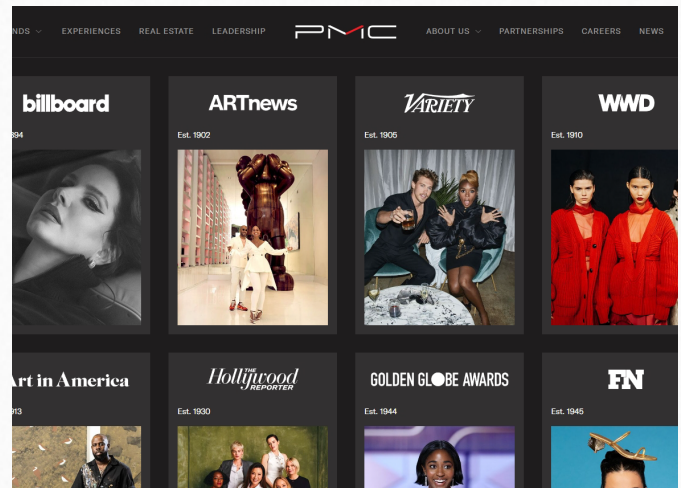 NDS EXPERIENCES REAL ESTATE LEADERSHIP PMC ABOUT US PARTNERSHIPS CAREERS NEWS
billboard ARTnews VARIETY WWD
894 Est. 1902 Est. 1905 Est. 1910
Art in America The Hollywood REPORTER GOLDEN GLOBE AWARDS FN
913 Est. 1930 Est. 1944 Est. 1945